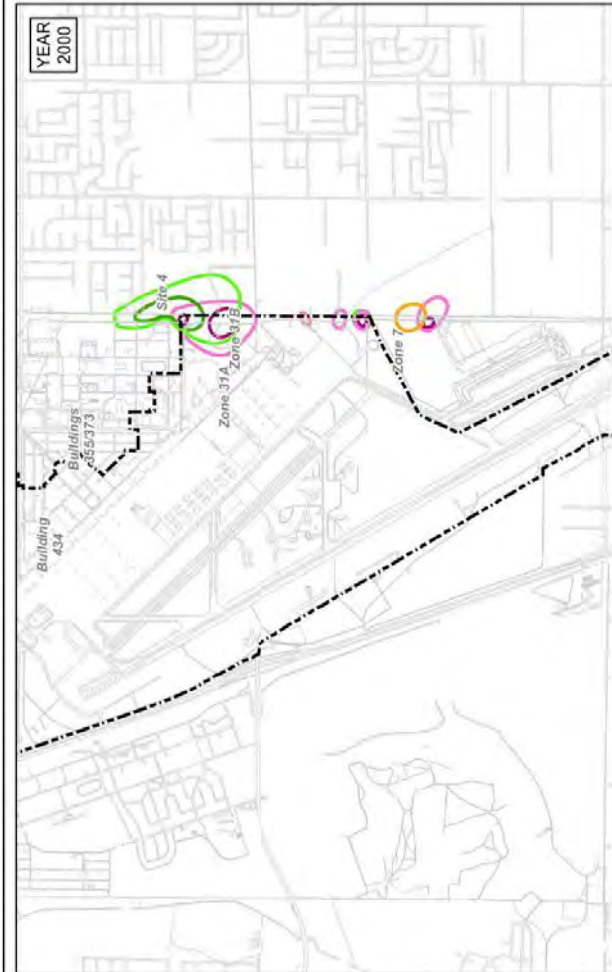 YEAR
2000
Site 4
Zone 31B
Zone 31A
Buildings
355/373
Zone 7
Building
434